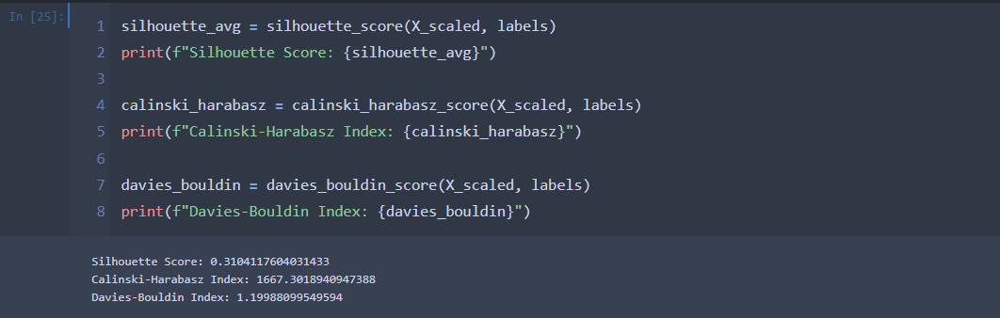 In [25]:
1 silhouette_avg = silhouette_score(X_scaled, labels)
2 print(f"Silhouette Score: {silhouette_avg}")
3
4 calinski_harabasz = calinski_harabasz_score(X_scaled, labels)
5 print(f"Calinski-Harabasz Index: {calinski_harabasz}")
6
7 davies_bouldin = davies_bouldin_score(X_scaled, labels)
8 print(f"Davies-Bouldin Index: {davies_bouldin}")
Silhouette Score: 0.3104117604031433
Calinski-Harabasz Index: 1667.3018940947388
Davies-Bouldin Index: 1.19988099549594